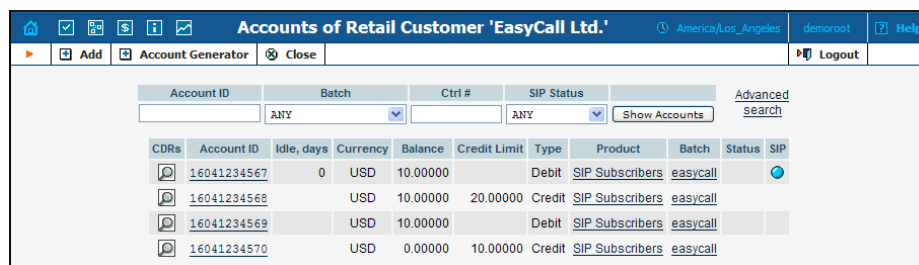 Accounts of Retail Customer 'EasyCall Ltd.' America/Los_Angeles demoroot Help
Add Account Generator Close Logout
Account ID Batch Ctrl # SIP Status
Advanced search
ANY ANY Show Accounts
CDRs Account ID Idle, days Currency Balance Credit Limit Type Product Batch Status SIP
16041234567 0 USD 10.00000 Debit SIP Subscribers easycall
16041234568 USD 10.00000 20.00000 Credit SIP Subscribers easycall
16041234569 USD 10.00000 Debit SIP Subscribers easycall
16041234570 USD 0.00000 10.00000 Credit SIP Subscribers easycall